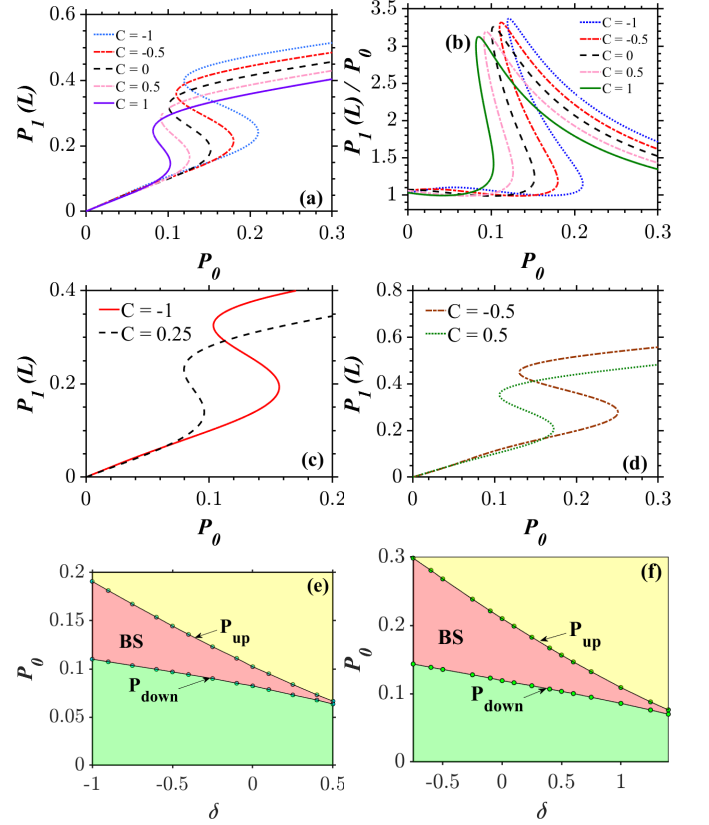 P₁(L)
0.6
0.4
0.2
0
C = -1
C = -0.5
C = 0
C = 0.5
C = 1
(a)
0 0.1 0.2 0.3
P₀
P₁(L) / P₀
3.5
3
2.5
2
1.5
1
(b)
C = -1
C = -0.5
C = 0
C = 0.5
C = 1
0 0.1 0.2 0.3
P₀
P₁(L)
0.4
0.2
0
C = -1
C = 0.25
(c)
0 0.1 0.2
P₀
P₁(L)
0.8
0.6
0.4
0.2
0
C = -0.5
C = 0.5
(d)
0 0.1 0.2 0.3
P₀
P₀
0.2
0.15
0.1
0.05
0
(e)
BS
P_up
P_down
-1 -0.5 0 0.5
δ
P₀
0.3
0.2
0.1
0
(f)
BS
P_up
P_down
-0.5 0 0.5 1
δ